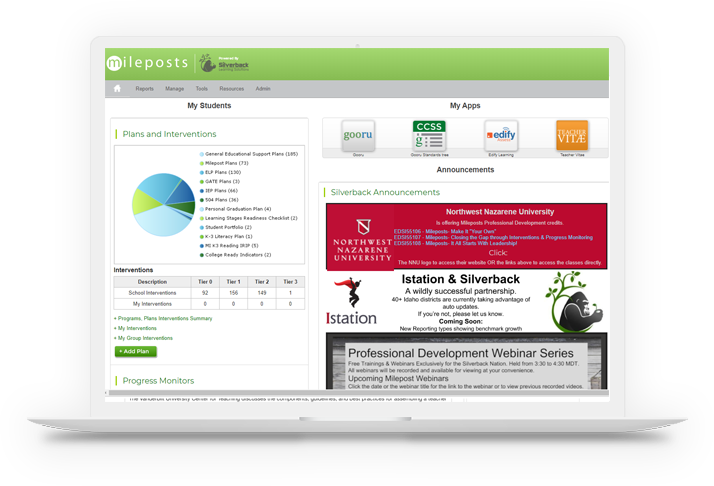 mileposts
Powered By
Silverback
Learning Solutions
Reports Manage Tools Resources Admin
My Students
Plans and Interventions
General Educational Support Plans (185)
Milepost Plans (73)
ELP Plans (130)
GATE Plans (3)
IEP Plans (66)
504 Plans (36)
Personal Graduation Plan (4)
Learning Stages Readiness Checklist (2)
Student Portfolio (2)
K-3 Literacy Plan (1)
MI K3 Reading IRIP (5)
College Ready Indicators (2)
Interventions
Description Tier 0 Tier 1 Tier 2 Tier 3
School Interventions 92 156 149 1
My Interventions 0 0 0 0
+ Programs, Plans Interventions Summary
+ My Interventions
+ My Group Interventions
+ Add Plan
Progress Monitors
The Vanderbilt University Center for Teaching discusses the components, guidelines, and best practices for assembling a teacher
My Apps
gooru
CCSS
g:
edify
TEACHER
VITÆ
Gooru
Gooru Standards
Edify Learning
Teacher Vitae
Announcements
Silverback Announcements
NORTHWEST
NAZARENE
UNIVERSITY
Northwest Nazarene University
Is offering Mileposts Professional Development credits.
EDSI55106 - Mileposts- Make it "Your Own"
EDSI55107 - Mileposts- Closing the Gap through Interventions & Progress Monitoring
EDSI55108 - Mileposts- It All Starts With Leadership!
Click:
The NNU logo to access their website OR the links above to access the classes directly.
Istation
Istation & Silverback
A wildly successful partnership.
40+ Idaho districts are currently taking advantage of
auto updates.
If you're not, please let us know.
Coming Soon:
New Reporting types showing benchmark growth
Professional Development Webinar Series
Free Trainings & Webinars Exclusively for the Silverback Nation. Held from 3:30 to 4:30 MDT.
All webinars will be recorded and available for viewing at your convenience.
Upcoming Milepost Webinars
Click the date or the webinar title for the link to the webinar or to view previous recorded videos.